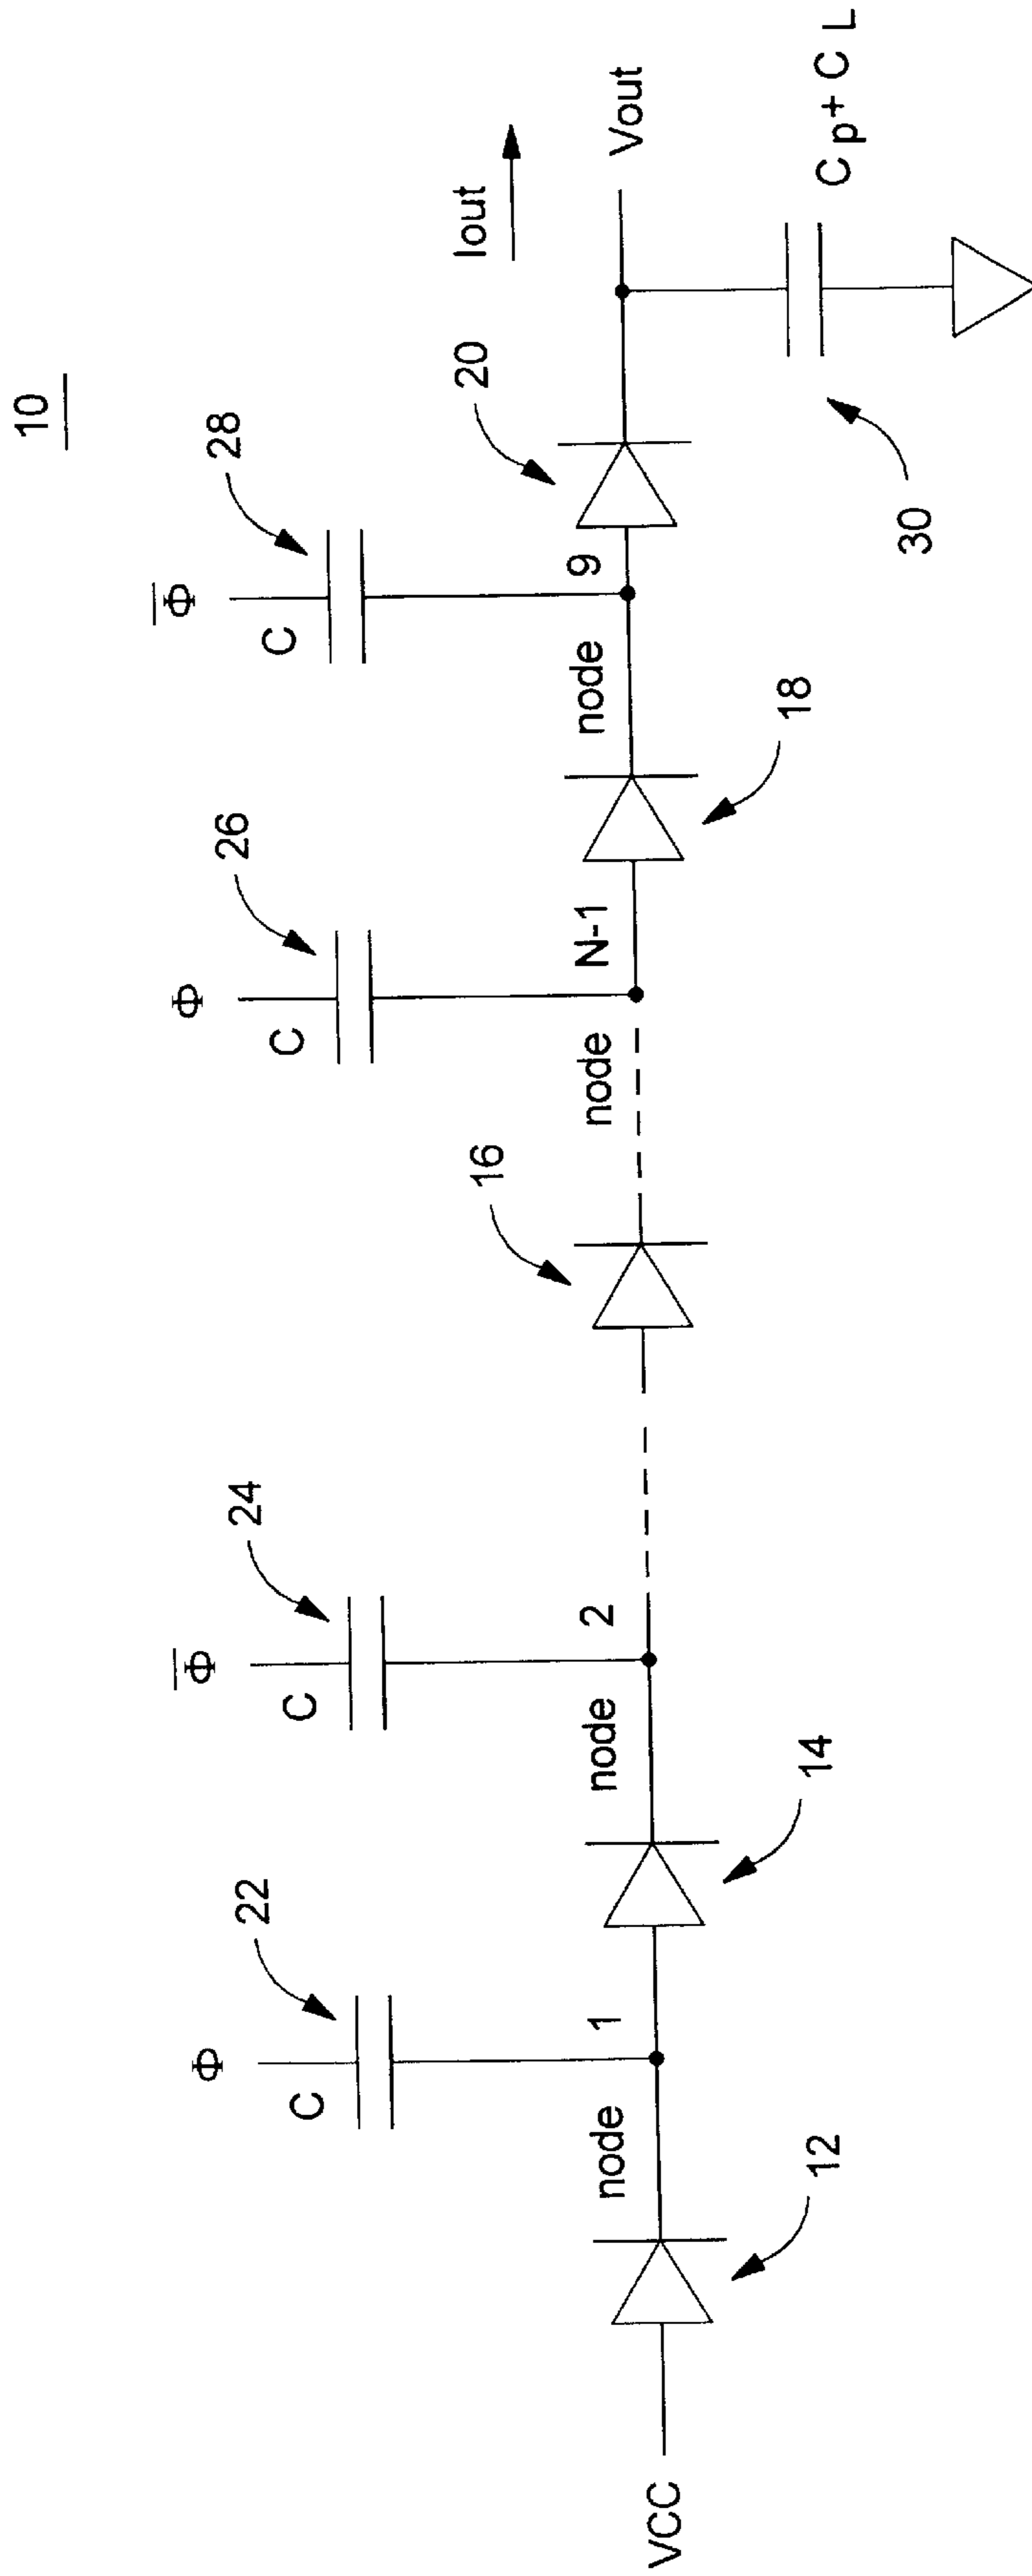 10
Φ
Φ̅
Φ
Φ̅
C
22
C
24
C
26
C
28
Iout
VCC
node 1
node 2
node N-1
node 9
Vout
12
14
16
18
20
30
Cp+ CL